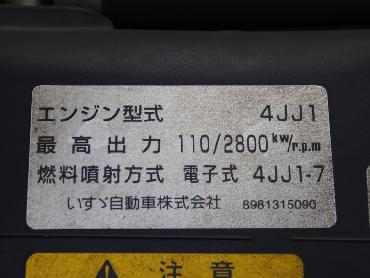 エンジン型式 4JJ1
最高出力 110/2800 kW/r.p.m
燃料噴射方式 電子式 4JJ1-7
いすゞ自動車株式会社 8981315090
注意